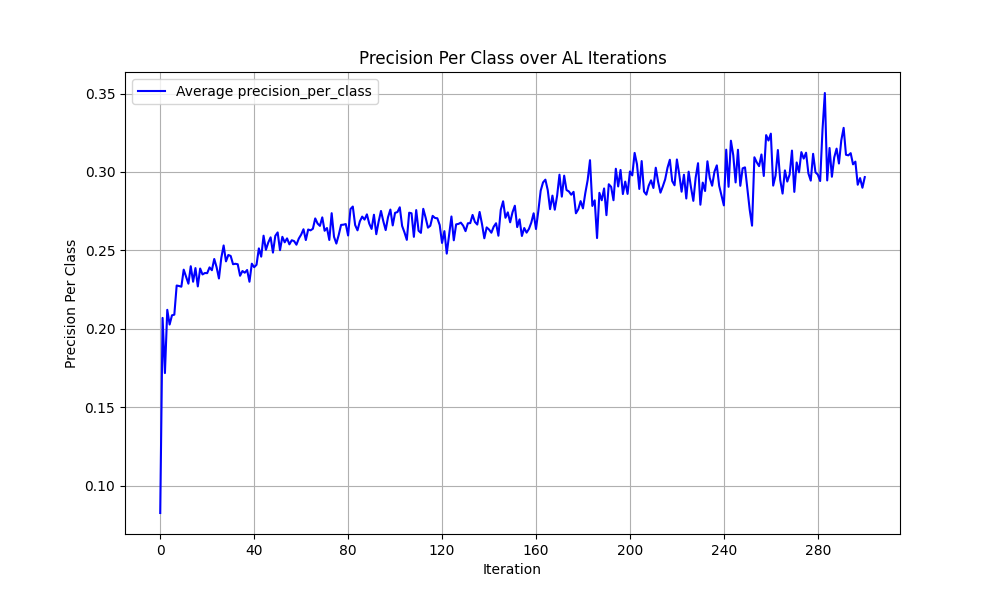 Precision Per Class over AL Iterations
Average precision_per_class
0.35
0.30
0.25
0.20
0.15
0.10
Precision Per Class
0 40 80 120 160 200 240 280
Iteration